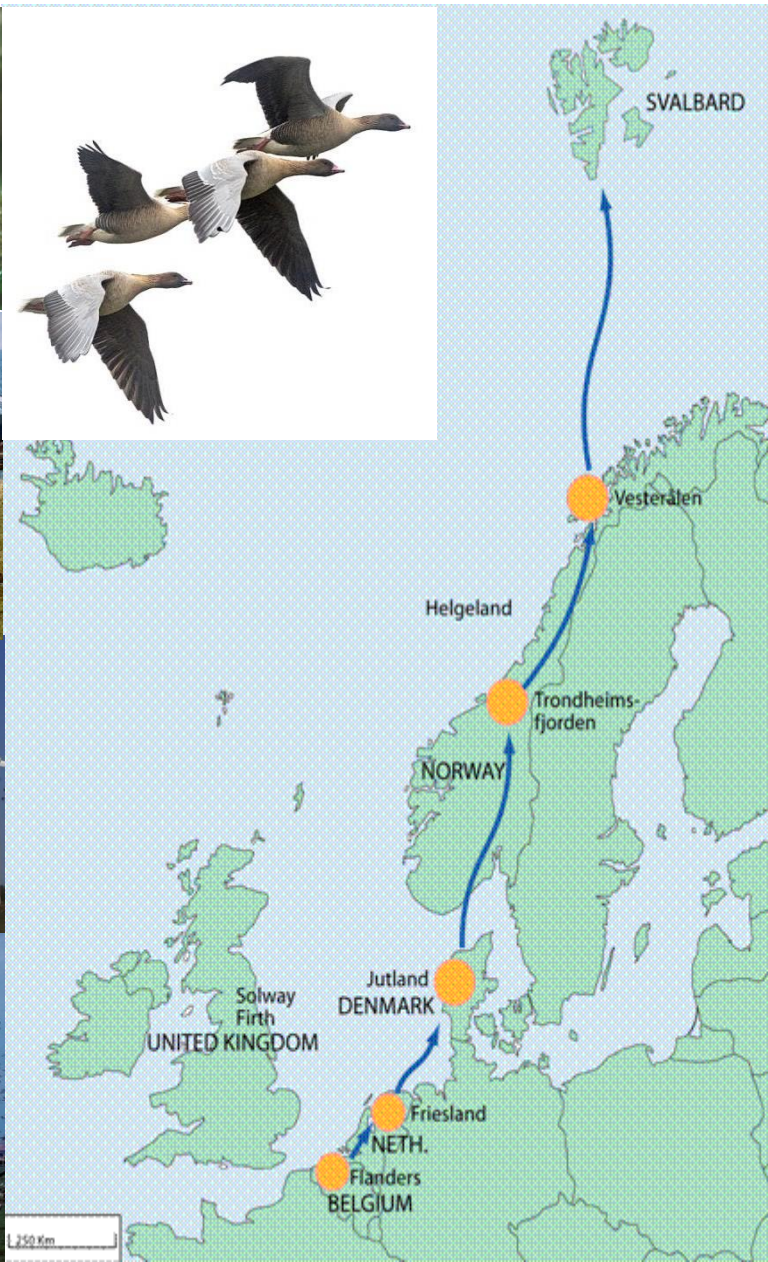 SVALBARD
Vesterålen
Helgeland
Trondheims-
fjorden
NORWAY
Jutland
DENMARK
Solway
Firth
UNITED KINGDOM
Friesland
NETH.
Flanders
BELGIUM
250 Km